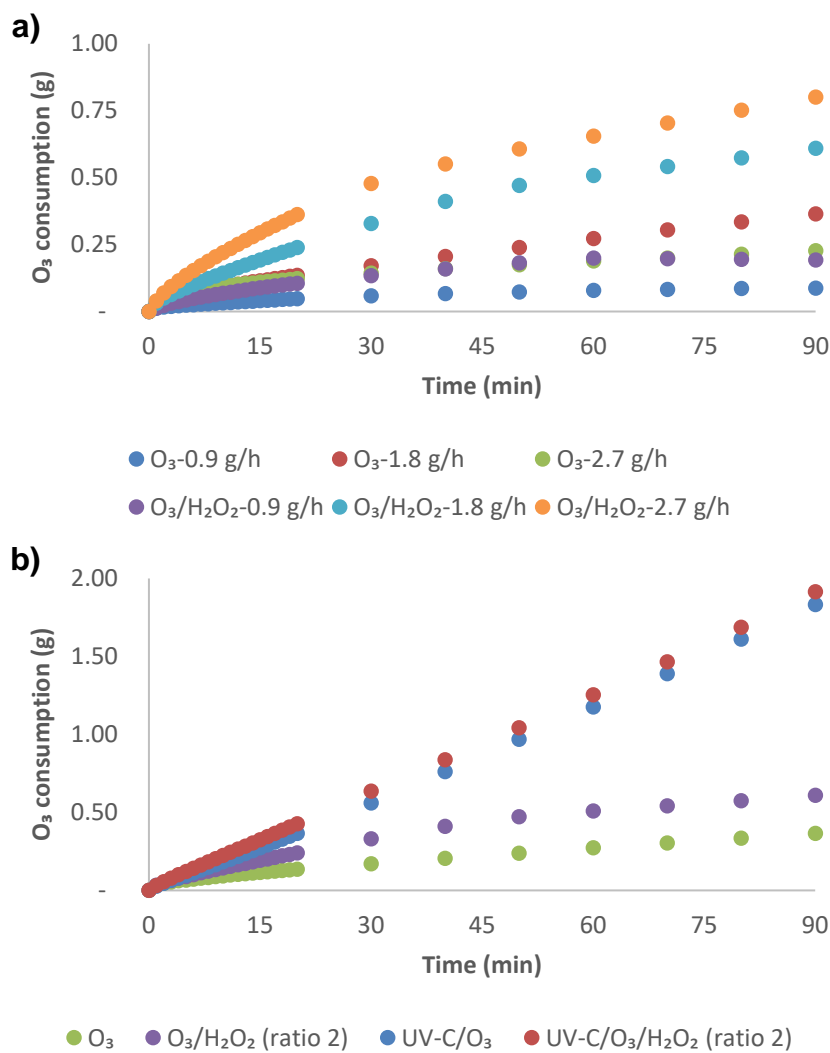 a)
1.00
0.75
0.50
0.25
-
O₃ consumption (g)
0 15 30 45 60 75 90
Time (min)
O₃-0.9 g/h O₃-1.8 g/h O₃-2.7 g/h
O₃/H₂O₂-0.9 g/h O₃/H₂O₂-1.8 g/h O₃/H₂O₂-2.7 g/h
b)
2.00
1.50
1.00
0.50
-
O₃ consumption (g)
0 15 30 45 60 75 90
Time (min)
O₃ O₃/H₂O₂ (ratio 2) UV-C/O₃ UV-C/O₃/H₂O₂ (ratio 2)